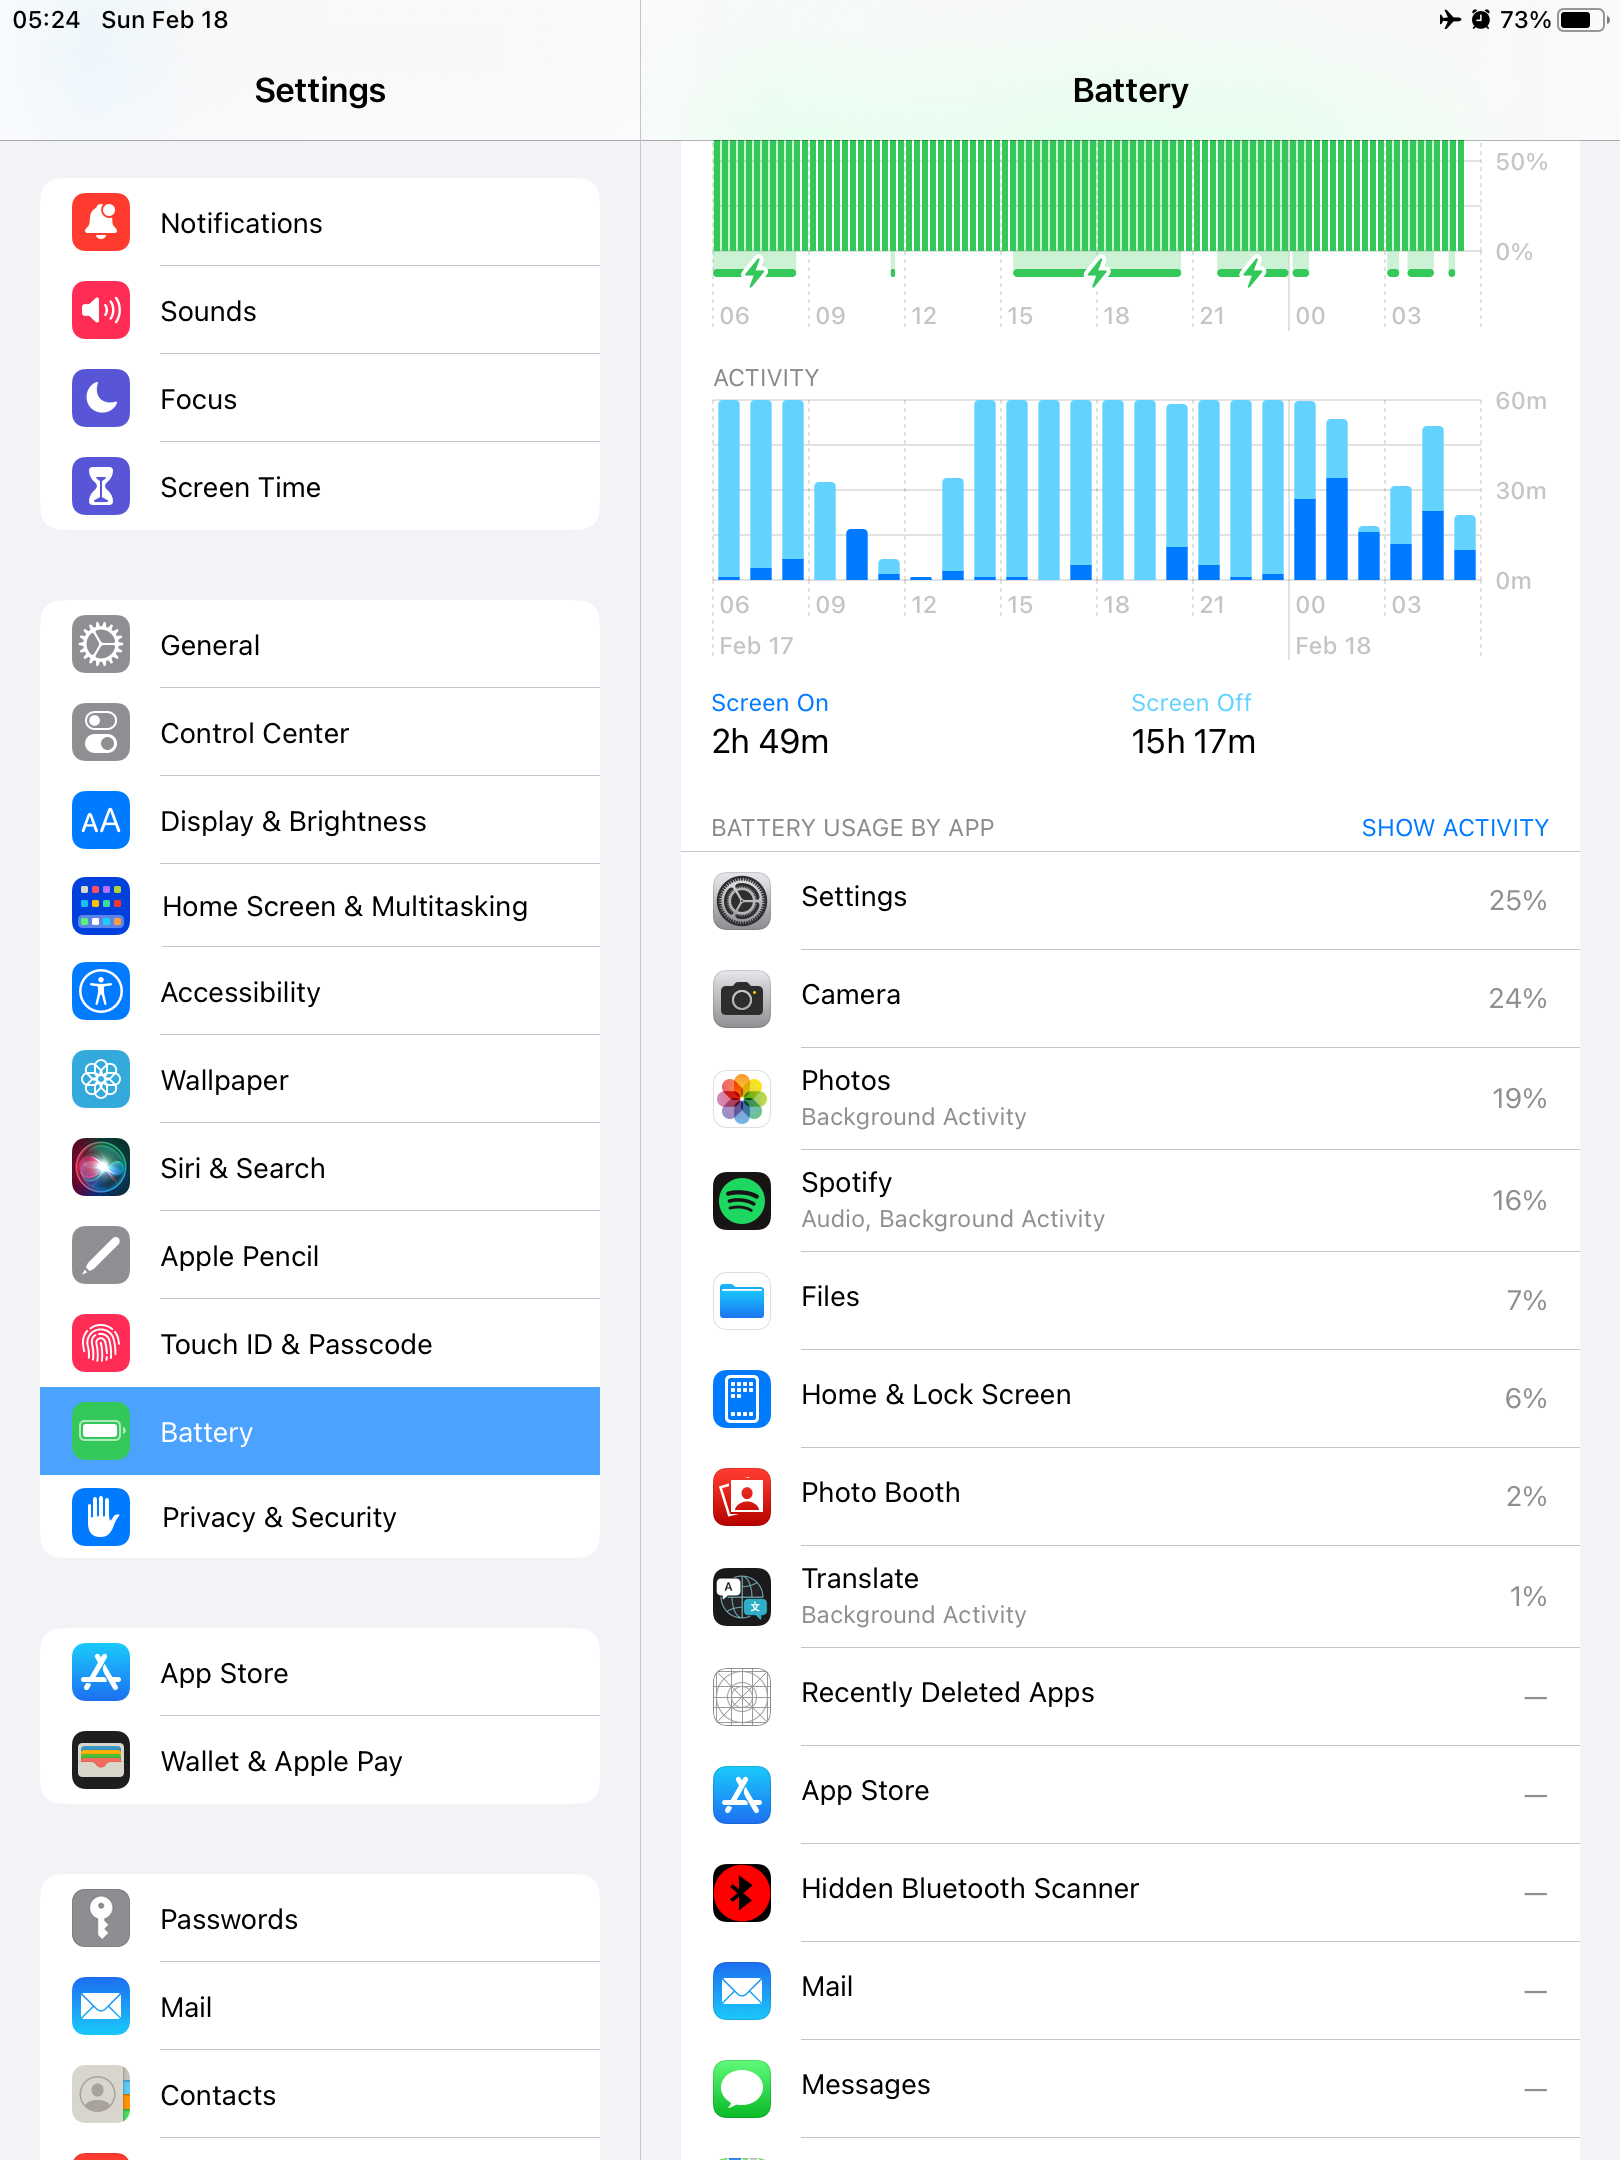 05:24 Sun Feb 18
73%
Settings
Notifications
Sounds
Focus
Screen Time
General
Control Center
AA
Display & Brightness
Home Screen & Multitasking
Accessibility
Wallpaper
Siri & Search
Apple Pencil
Touch ID & Passcode
Battery
Privacy & Security
App Store
Wallet & Apple Pay
Passwords
Mail
Contacts
Battery
50%
0%
06 09 12 15 18 21 00 03
ACTIVITY
60m
30m
0m
06 09 12 15 18 21 00 03
Feb 17 Feb 18
Screen On Screen Off
2h 49m 15h 17m
BATTERY USAGE BY APP SHOW ACTIVITY
Settings 25%
Camera 24%
Photos
Background Activity
19%
Spotify
Audio, Background Activity
16%
Files 7%
Home & Lock Screen 6%
Photo Booth 2%
A
文
Translate
Background Activity
1%
Recently Deleted Apps —
App Store —
Hidden Bluetooth Scanner —
Mail —
Messages —